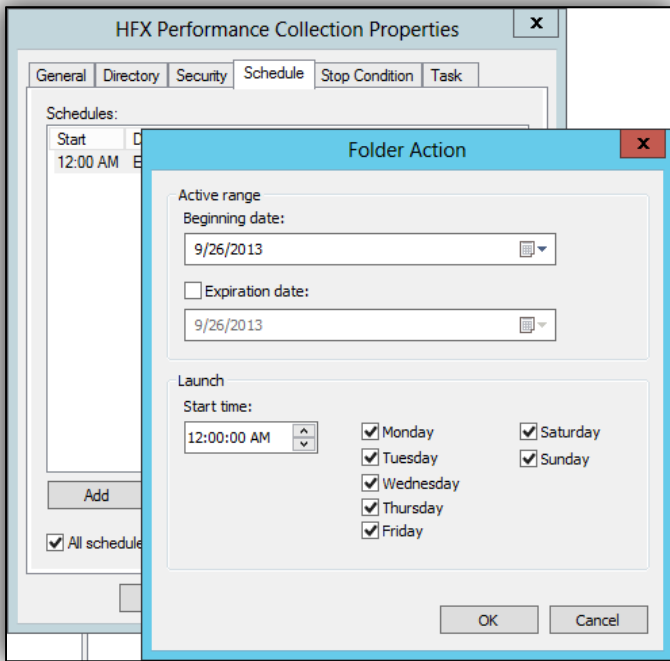 HFX Performance Collection Properties
x
General Directory Security Schedule Stop Condition Task
Schedules:
Start
12:00 AM
Folder Action
x
Active range
Beginning date:
9/26/2013
Expiration date:
9/26/2013
Launch
Start time:
12:00:00 AM
Monday
Tuesday
Wednesday
Thursday
Friday
Saturday
Sunday
Add
All schedule
OK Cancel